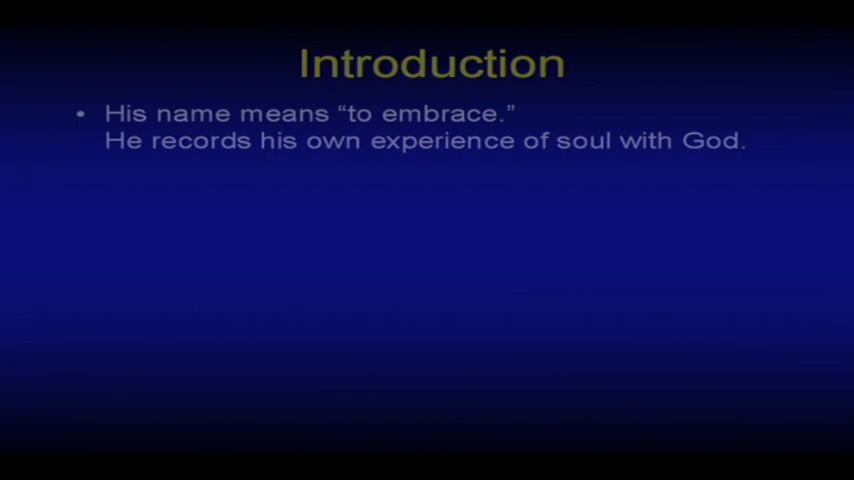 Introduction
• His name means “to embrace.”
He records his own experience of soul with God.